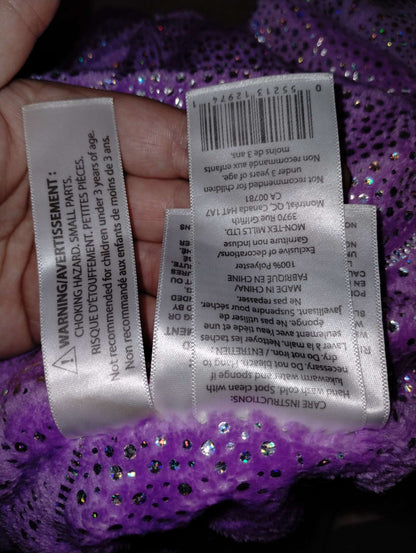 WARNING/AVERTISSEMENT :
CHOKING HAZARD. SMALL PARTS.
RISQUE D'ÉTOUFFEMENT. PETITES PIÈCES.
Not recommended for children under 3 years of age.
Non recommandé aux enfants de moins de 3 ans.
CARE INSTRUCTIONS:
Hand wash cold. Spot clean with
lukewarm water and sponge if
necessary. Do not bleach.
dry. Do not iron. / ENTRETIEN :
Laver à la main. Nettoyer les taches
seulement avec l'eau tiède et une
éponge. Ne pas utiliser de
javellisant. Suspendre pour sécher.
Ne pas repasser.
MADE IN CHINA/
FABRIQUÉ EN CHINE
100% Polyester
Exclusive of decorations/
Garniture non incluse
MON-TEX MILLS LTD.
3975 Rue Griffith
Montréal, QC, Canada H4T 1A7
CA 00781
Not recommended for children
under 3 years of age.
Non recommandé aux enfants
moins de 3 ans.
0 55213 12974 1